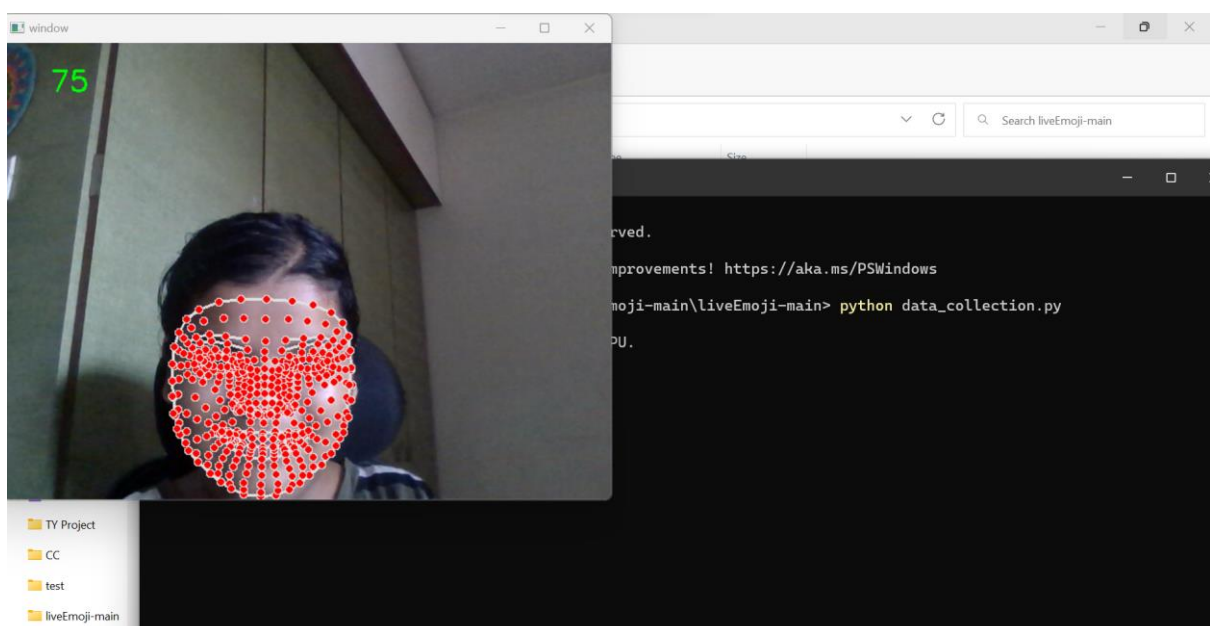 window
75
Search liveEmoji-main
Size
rved.
mprovements! https://aka.ms/PSWindows
moji-main\liveEmoji-main> python data_collection.py
PU.
TY Project
CC
test
liveEmoji-main